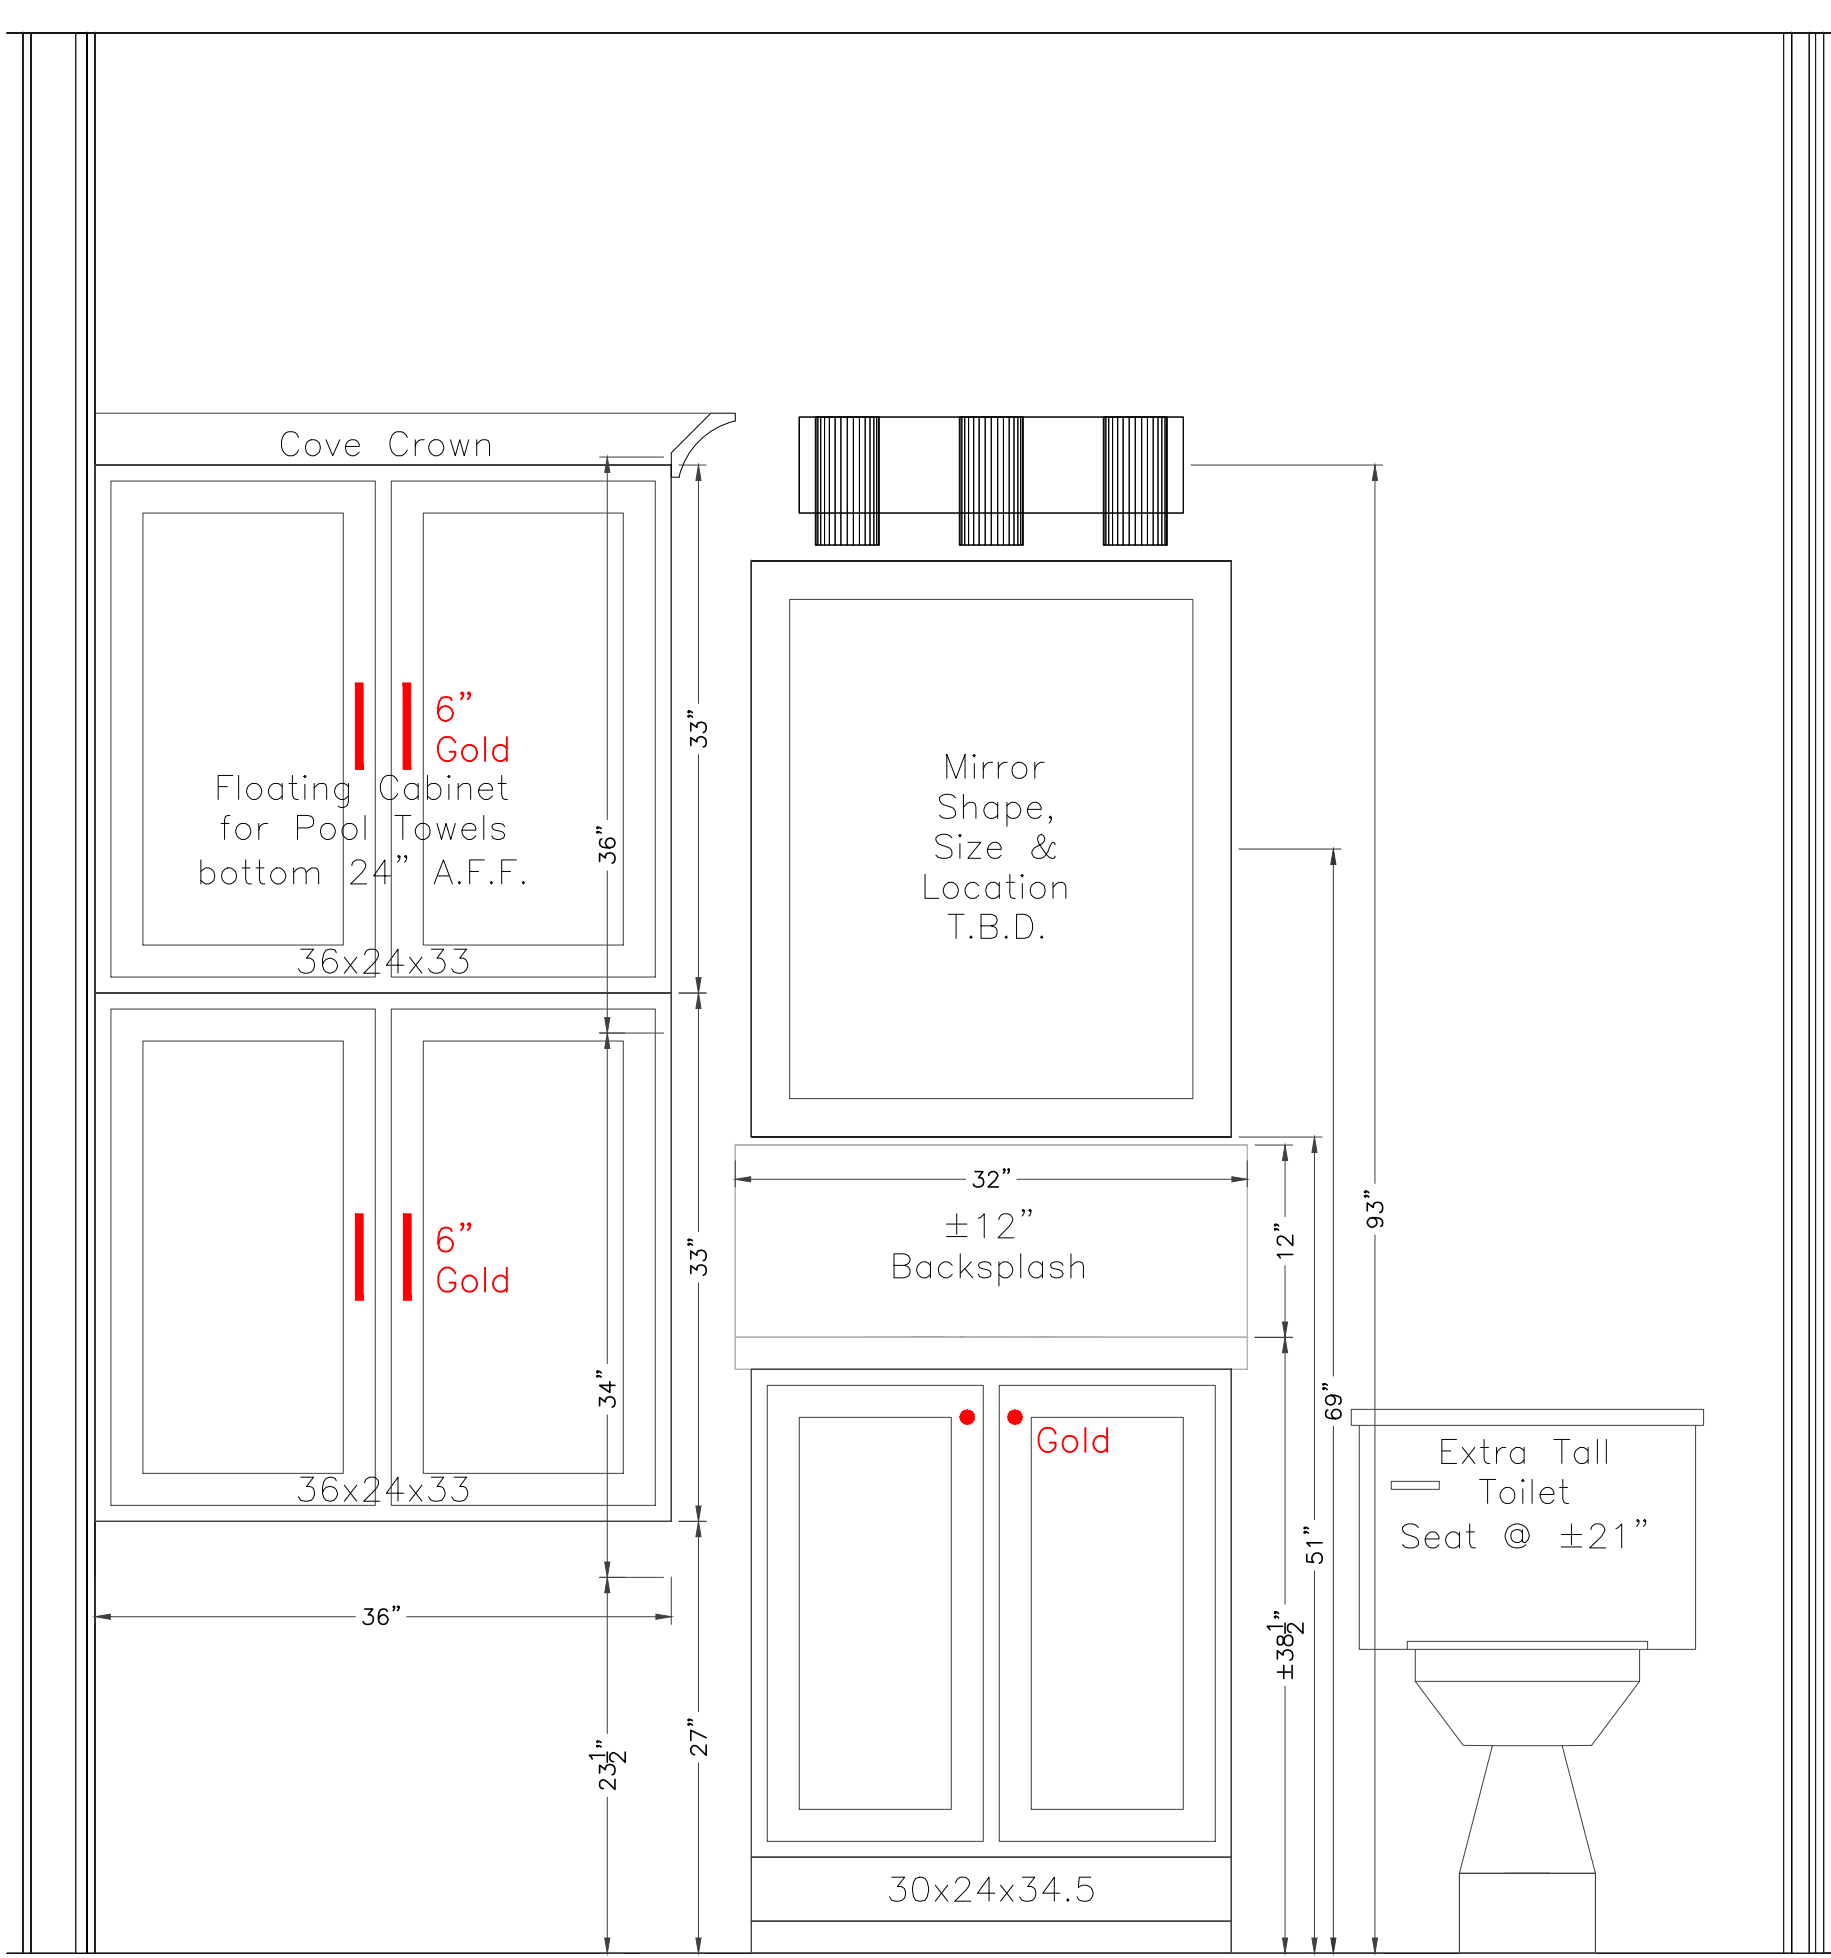 Cove Crown
6”
Gold
Floating Cabinet
for Pool Towels
bottom 24” A.F.F.
36x24x33
33”
36”
6”
Gold
36x24x33
33”
34”
36”
23½”
27”
Mirror
Shape,
Size &
Location
T.B.D.
32”
±12”
Backsplash
12”
93”
69”
51”
±38½”
Gold
30x24x34.5
Extra Tall
Toilet
Seat @ ±21”